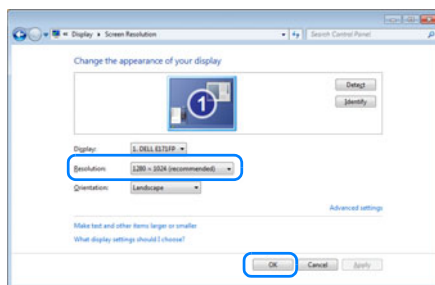 Display ▸ Screen Resolution
Search Control Panel
Change the appearance of your display
1
Detect
Identify
Display: 1. DELL E171FP
Resolution: 1280 × 1024 (recommended)
Orientation: Landscape
Advanced settings
Make text and other items larger or smaller
What display settings should I choose?
OK Cancel Apply